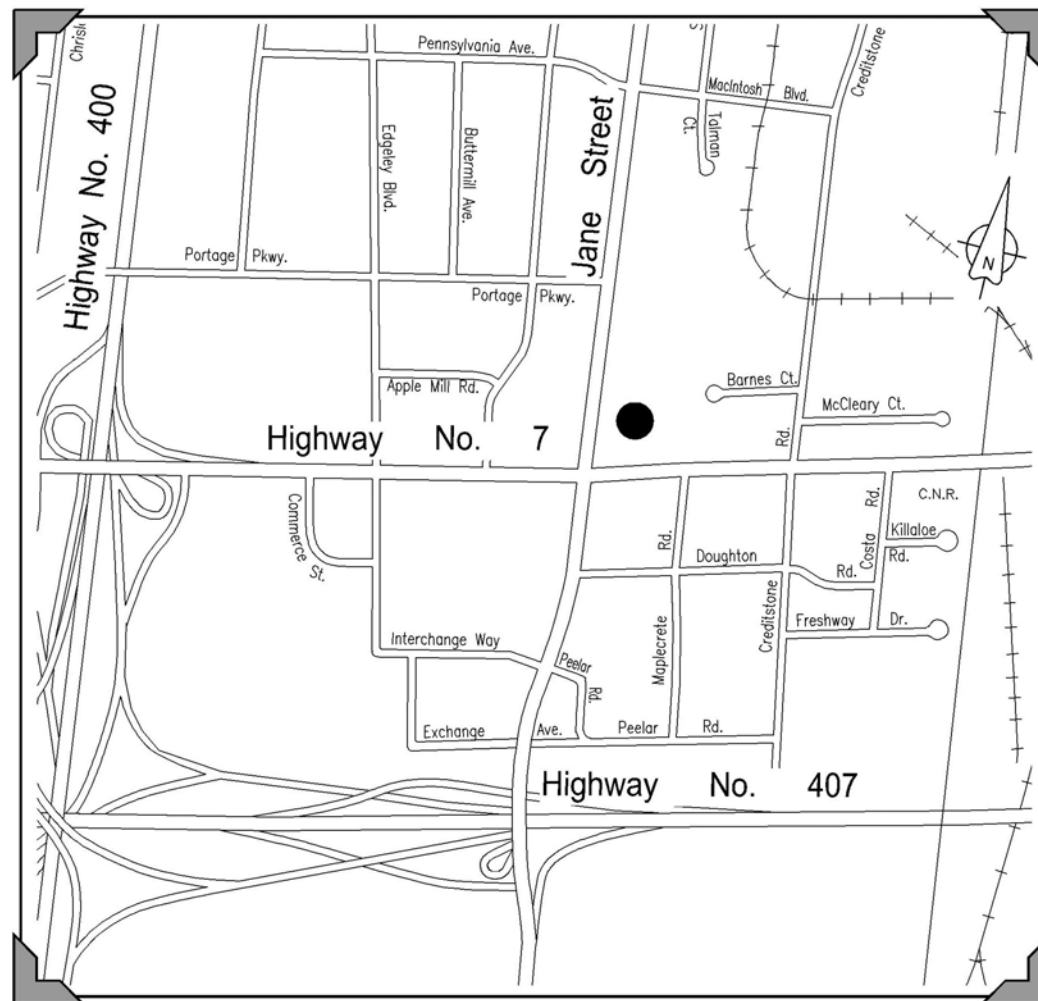 Pennsylvania Ave.
Chrisl
S
Creditstone
MacIntosh Blvd.
Highway No. 400
Edgeley Blvd.
Buttermill Ave.
Jane Street
Talman
Ct.
Portage Pkwy.
N
Portage Pkwy.
Barnes Ct.
Apple Mill Rd.
McCleary Ct.
Highway No. 7
Rd.
Commerce
St.
Rd.
Costa
Rd.
C.N.R.
Killaloe
Rd.
Doughton
Rd.
Creditstone
Freshway Dr.
Interchange Way
Peelar
Rd.
Maplecrete
Exchange Ave.
Peelar Rd.
Highway No. 407